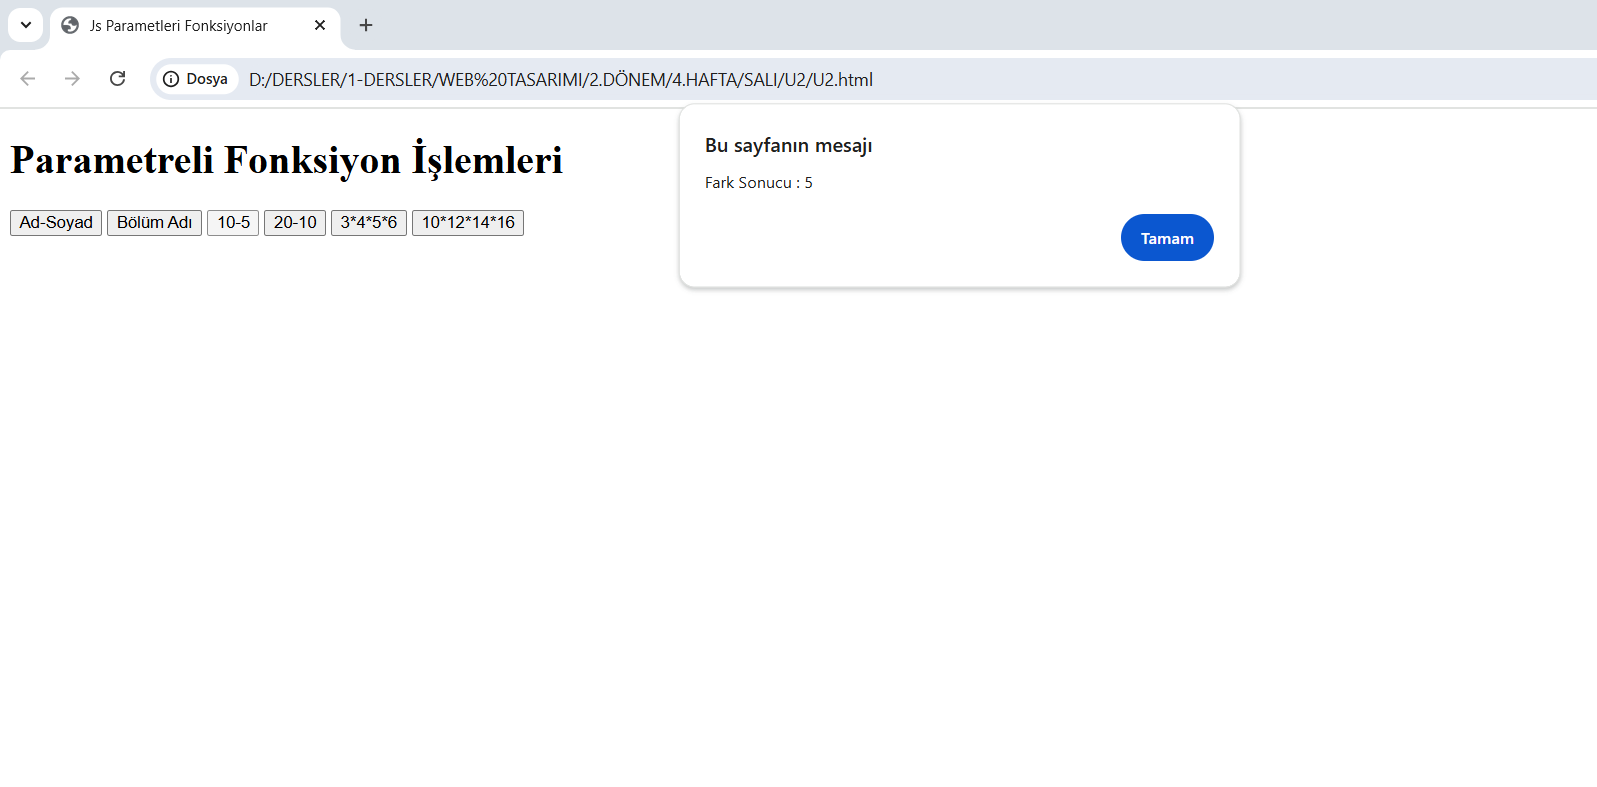 Js Parametleri Fonksiyonlar
Dosya D:/DERSLER/1-DERSLER/WEB%20TASARIMI/2.DÖNEM/4.HAFTA/SALI/U2/U2.html
Parametreli Fonksiyon İşlemleri
Ad-Soyad Bölüm Adı 10-5 20-10 3*4*5*6 10*12*14*16
Bu sayfanın mesajı
Fark Sonucu : 5
Tamam